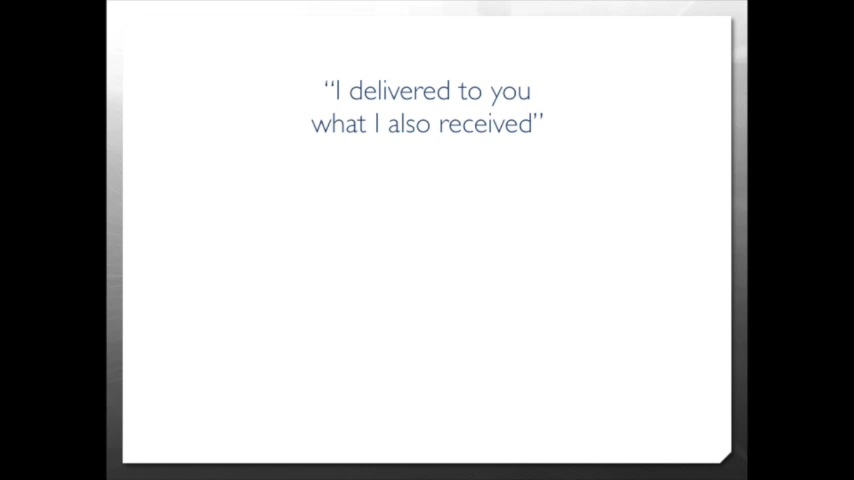 “I delivered to you
what I also received”